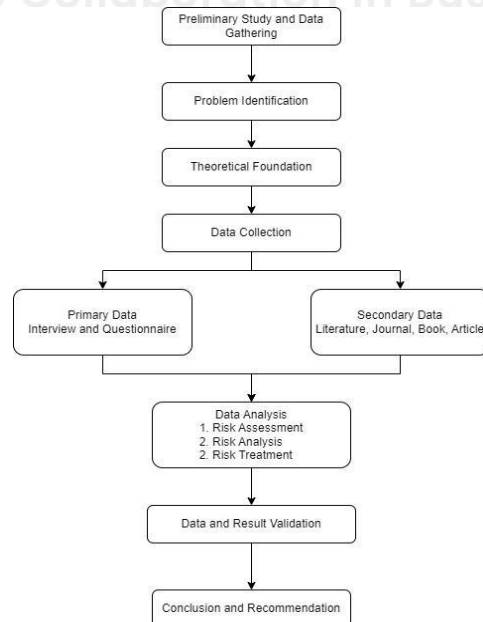 Collaboration in
Preliminary Study and Data
Gathering
Problem Identification
Theoretical Foundation
Data Collection
Primary Data
Interview and Questionnaire
Secondary Data
Literature, Journal, Book, Article
Data Analysis
1. Risk Assessment
2. Risk Analysis
2. Risk Treatment
Data and Result Validation
Conclusion and Recommendation